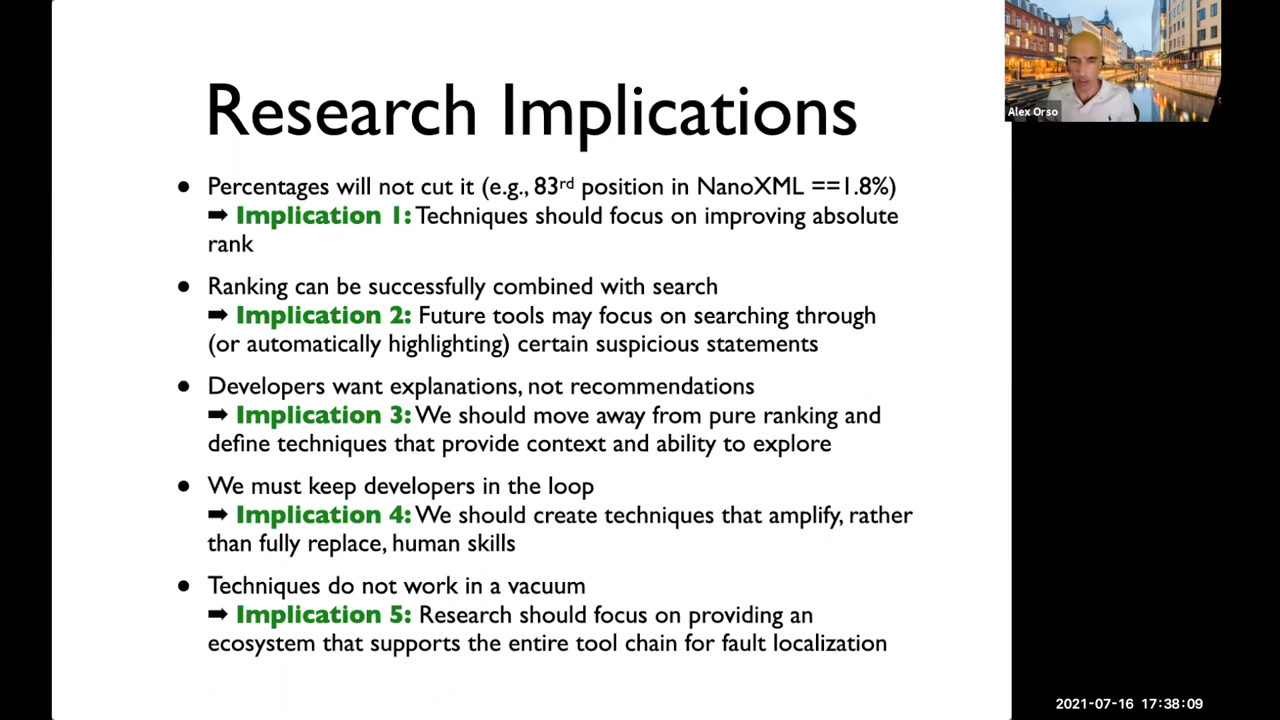 Research Implications
● Percentages will not cut it (e.g., 83rd position in NanoXML ==1.8%)
➡ Implication 1: Techniques should focus on improving absolute
rank
● Ranking can be successfully combined with search
➡ Implication 2: Future tools may focus on searching through
(or automatically highlighting) certain suspicious statements
● Developers want explanations, not recommendations
➡ Implication 3: We should move away from pure ranking and
define techniques that provide context and ability to explore
● We must keep developers in the loop
➡ Implication 4: We should create techniques that amplify, rather
than fully replace, human skills
● Techniques do not work in a vacuum
➡ Implication 5: Research should focus on providing an
ecosystem that supports the entire tool chain for fault localization
Alex Orso
2021-07-16 17:38:09